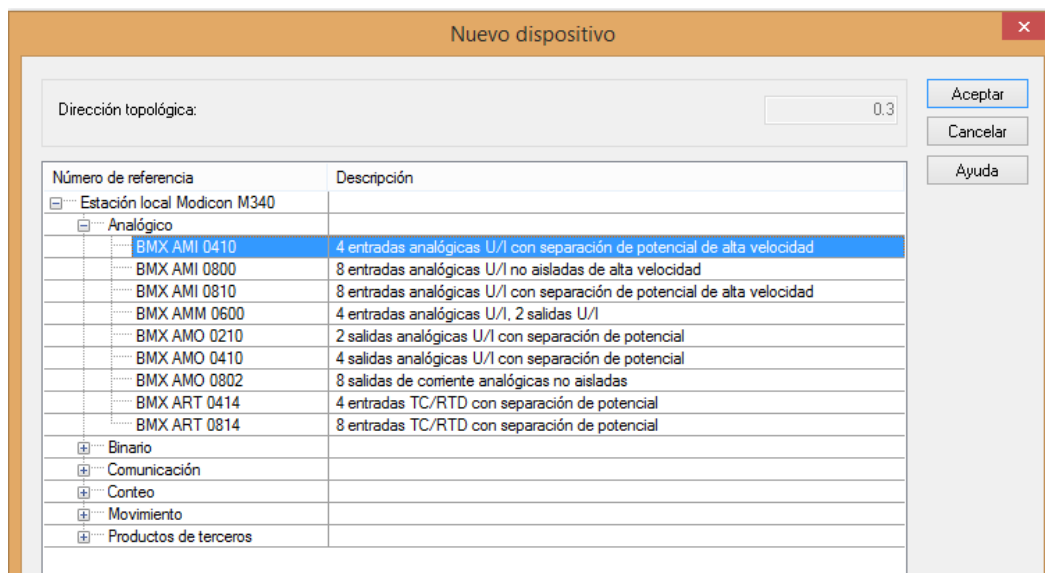 Nuevo dispositivo
Dirección topológica:
0.3
Aceptar
Cancelar
Ayuda
Número de referencia Descripción
Estación local Modicon M340
Analógico
BMX AMI 0410 4 entradas analógicas U/I con separación de potencial de alta velocidad
BMX AMI 0800 8 entradas analógicas U/I no aisladas de alta velocidad
BMX AMI 0810 8 entradas analógicas U/I con separación de potencial de alta velocidad
BMX AMM 0600 4 entradas analógicas U/I, 2 salidas U/I
BMX AMO 0210 2 salidas analógicas U/I con separación de potencial
BMX AMO 0410 4 salidas analógicas U/I con separación de potencial
BMX AMO 0802 8 salidas de corriente analógicas no aisladas
BMX ART 0414 4 entradas TC/RTD con separación de potencial
BMX ART 0814 8 entradas TC/RTD con separación de potencial
Binario
Comunicación
Conteo
Movimiento
Productos de terceros